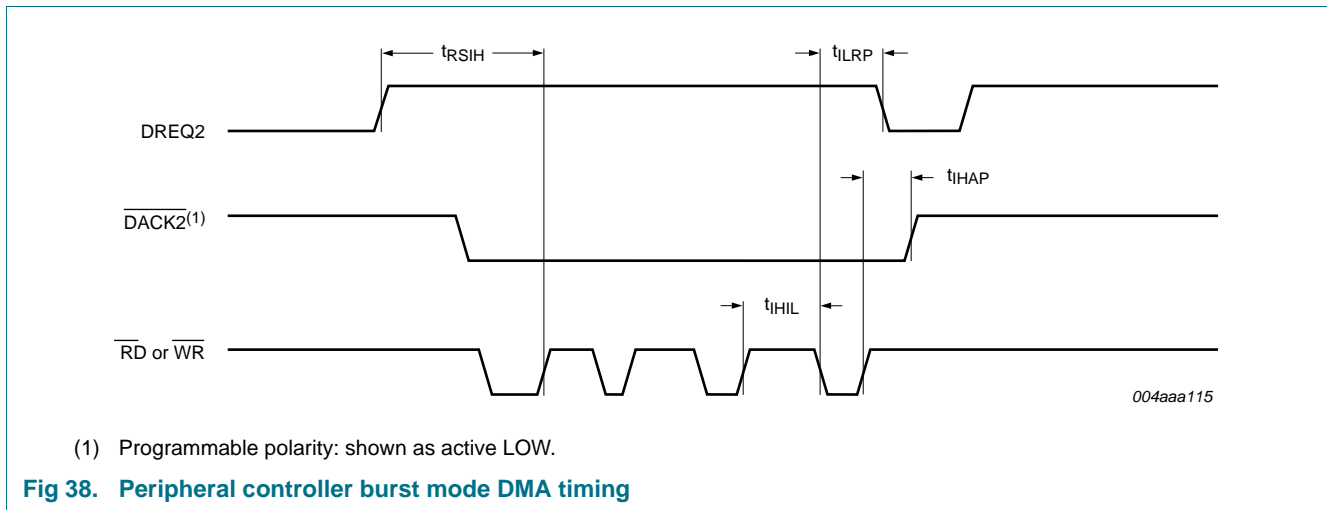 tRSIH
tILRP
DREQ2
tIHAP
DACK2(1)
tIHIL
RD or WR
004aaa115
(1) Programmable polarity: shown as active LOW.
Fig 38. Peripheral controller burst mode DMA timing